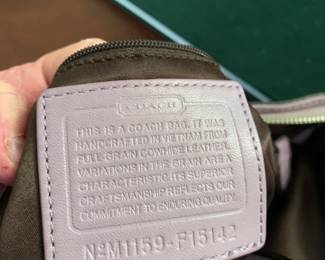 COACH
THIS IS A COACH BAG. IT WAS
HANDCRAFTED IN VIETNAM FROM
FULL GRAIN COWHIDE LEATHER.
VARIATIONS IN THE GRAIN ARE A
CHARACTERISTIC. ITS SUPERIOR
CRAFTSMANSHIP REFLECTS OUR
COMMITMENT TO ENDURING QUALITY.
NºM1159-F15142